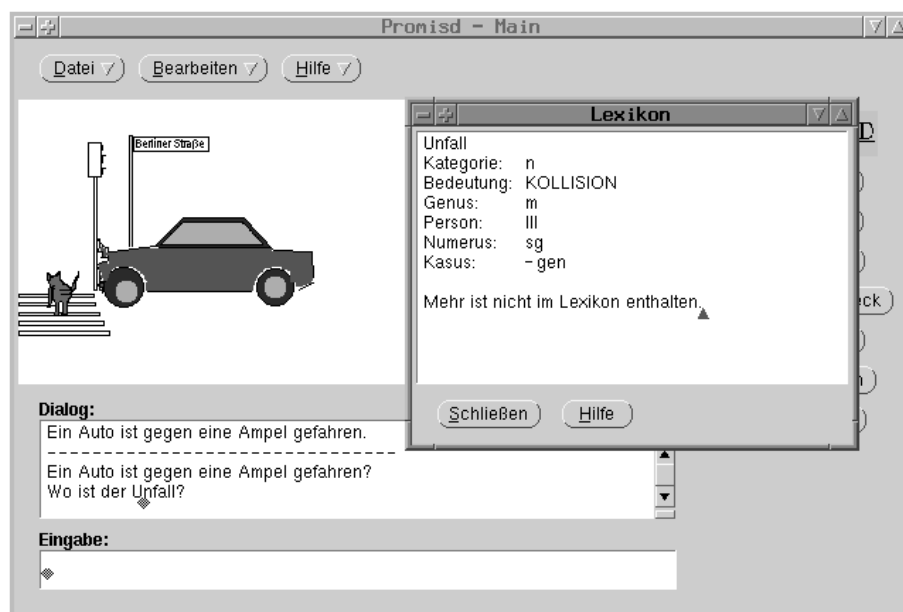 Promisd - Main
Datei
Bearbeiten
Hilfe
Berliner Straße
Lexikon
Unfall
Kategorie: n
Bedeutung: KOLLISION
Genus: m
Person: III
Numerus: sg
Kasus: - gen
Mehr ist nicht im Lexikon enthalten.
Schließen
Hilfe
D
eck
n
Dialog:
Ein Auto ist gegen eine Ampel gefahren.
--------------------------------
Ein Auto ist gegen eine Ampel gefahren?
Wo ist der Unfall?
Eingabe: